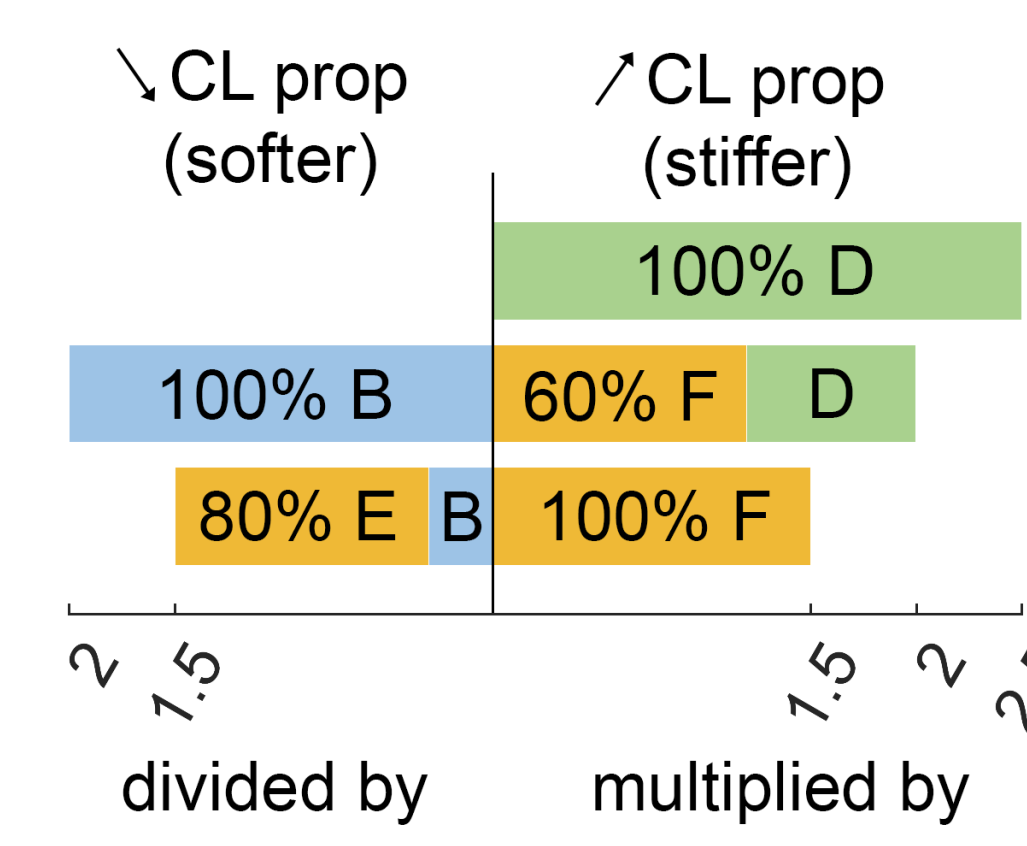 CL prop
(softer)
CL prop
(stiffer)
100% D
100% B
60% F
D
80% E
B
100% F
2
1.5
1.5
2
divided by
multiplied by